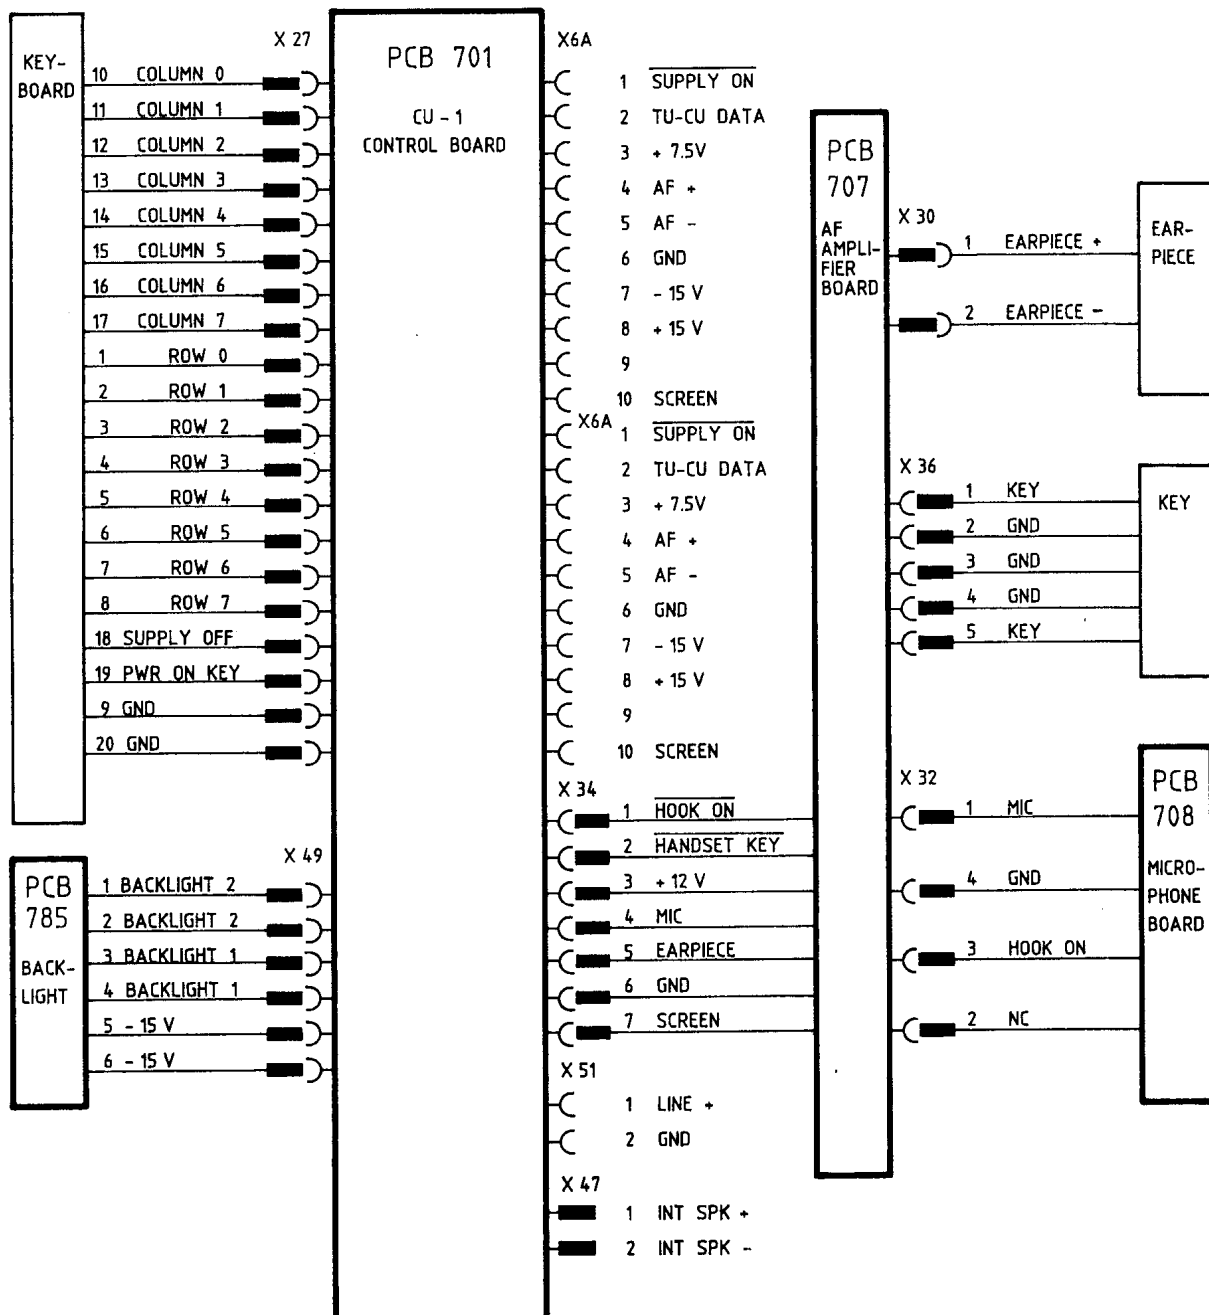 KEY-
BOARD
X 27
10 COLUMN 0
11 COLUMN 1
12 COLUMN 2
13 COLUMN 3
14 COLUMN 4
15 COLUMN 5
16 COLUMN 6
17 COLUMN 7
1 ROW 0
2 ROW 1
3 ROW 2
4 ROW 3
5 ROW 4
6 ROW 5
7 ROW 6
8 ROW 7
18 SUPPLY OFF
19 PWR ON KEY
9 GND
20 GND
PCB
785
BACK-
LIGHT
X 49
1 BACKLIGHT 2
2 BACKLIGHT 2
3 BACKLIGHT 1
4 BACKLIGHT 1
5 - 15 V
6 - 15 V
PCB 701
CU - 1
CONTROL BOARD
X6A
1 SUPPLY ON
2 TU-CU DATA
3 + 7.5V
4 AF +
5 AF -
6 GND
7 - 15 V
8 + 15 V
9
10 SCREEN
X6A
1 SUPPLY ON
2 TU-CU DATA
3 + 7.5V
4 AF +
5 AF -
6 GND
7 - 15 V
8 + 15 V
9
10 SCREEN
X 34
1 HOOK ON
2 HANDSET KEY
3 + 12 V
4 MIC
5 EARPIECE
6 GND
7 SCREEN
X 51
1 LINE +
2 GND
X 47
1 INT SPK +
2 INT SPK -
PCB
707
AF
AMPLI-
FIER
BOARD
X 30
1 EARPIECE +
2 EARPIECE -
EAR-
PIECE
X 36
1 KEY
2 GND
3 GND
4 GND
5 KEY
KEY
X 32
1 MIC
4 GND
3 HOOK ON
2 NC
PCB
708
MICRO-
PHONE
BOARD